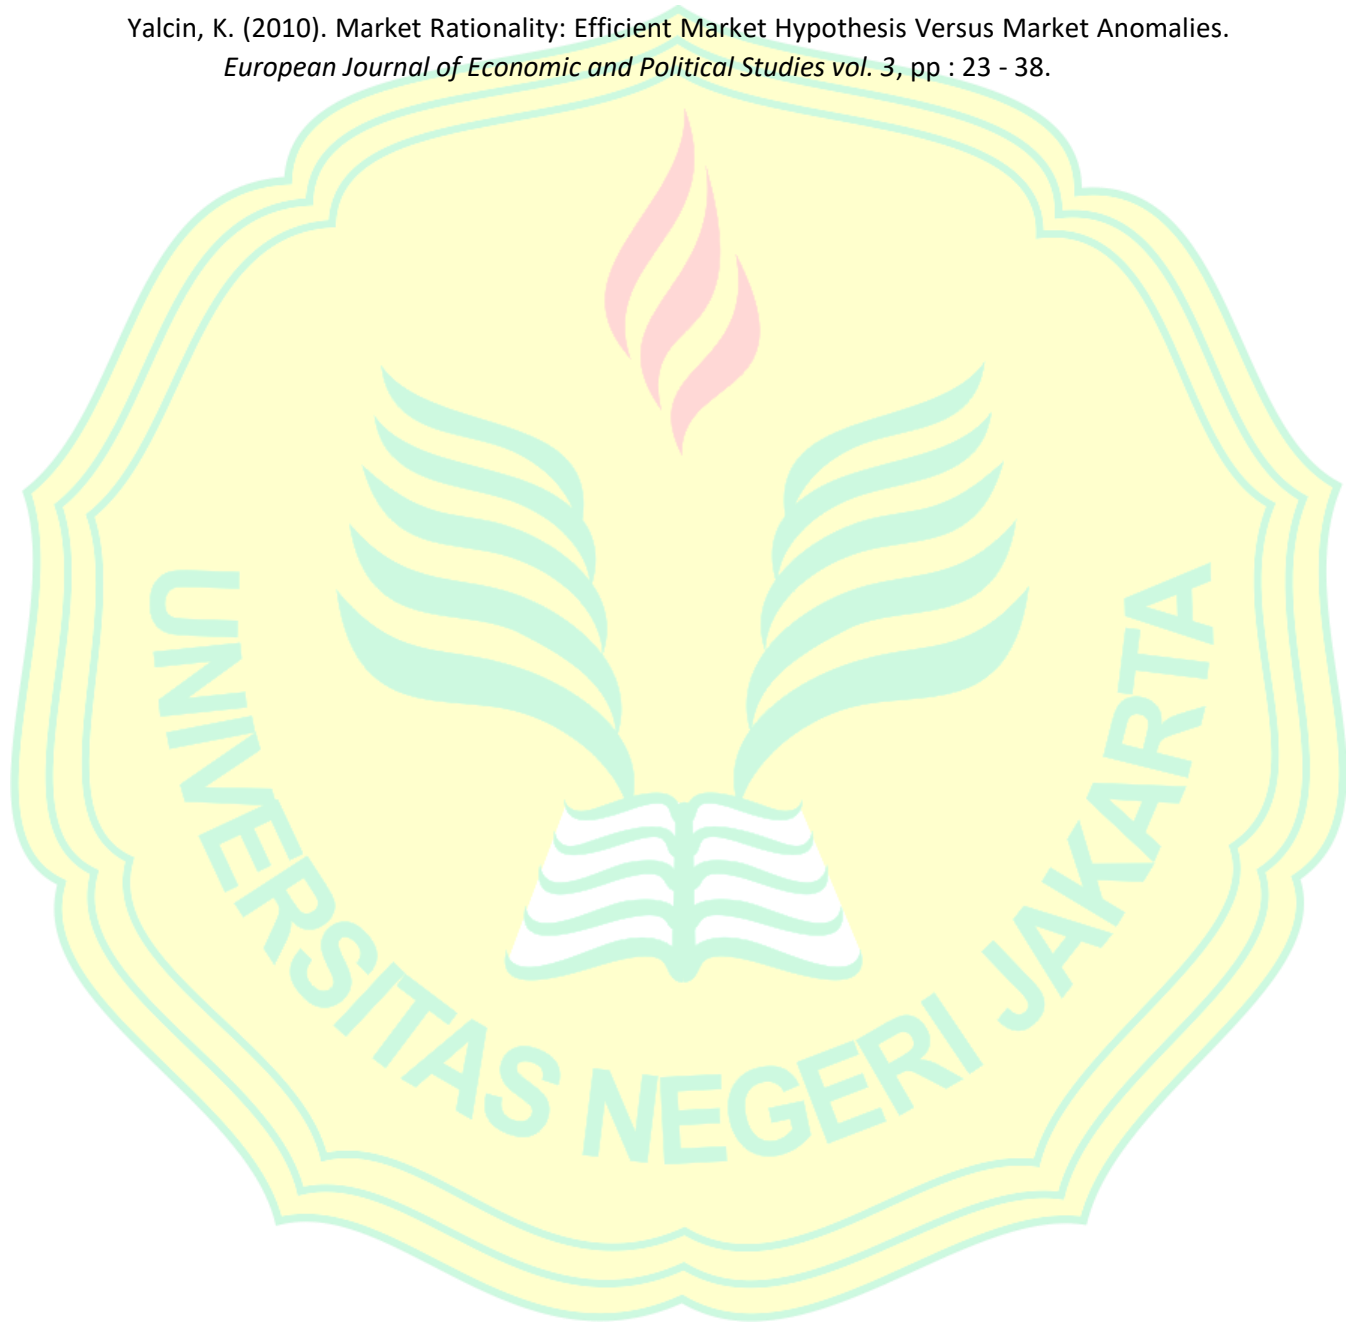 Yalcin, K. (2010). Market Rationality: Efficient Market Hypothesis Versus Market Anomalies.
European Journal of Economic and Political Studies vol. 3, pp : 23 - 38.
UNIVERSITAS NEGERI JAKARTA